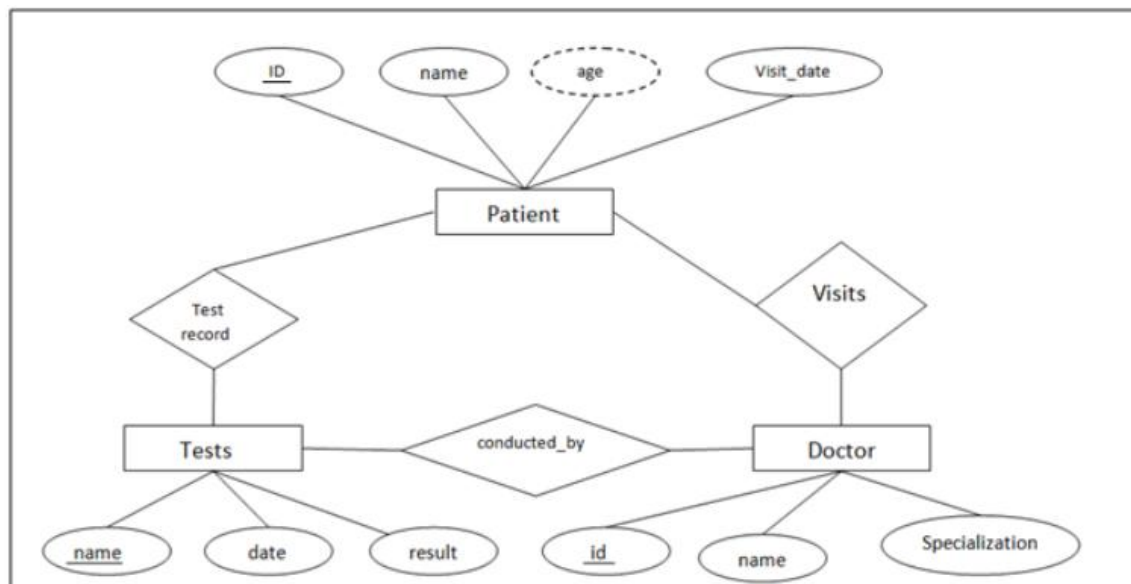 ID
name
age
Visit_date
Patient
Test
record
Visits
Tests
conducted_by
Doctor
name
date
result
id
name
Specialization